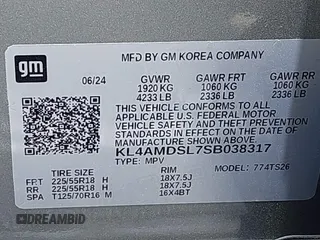 gm
MFD BY GM KOREA COMPANY
06/24 GVWR GAWR FRT GAWR RR
1920 KG 1060 KG 1060 KG
4233 LB 2336 LB 2336 LB
THIS VEHICLE CONFORMS TO ALL
APPLICABLE U.S. FEDERAL MOTOR
VEHICLE SAFETY
THEFT PREVENTION STANDARDS
IN EFFECT ON THE DATE OF
MANUFACTURE SHOWN ABOVE.
KL4AMDSL7SB038317
TYPE: MPV MODEL: 774TS26
TIRE SIZE RIM
FRT 225/55R18 H 18X7.5J
RR 225/55R18 H 18X7.5J
SPA T125/70R16 M 16X4BT
DREAMBID